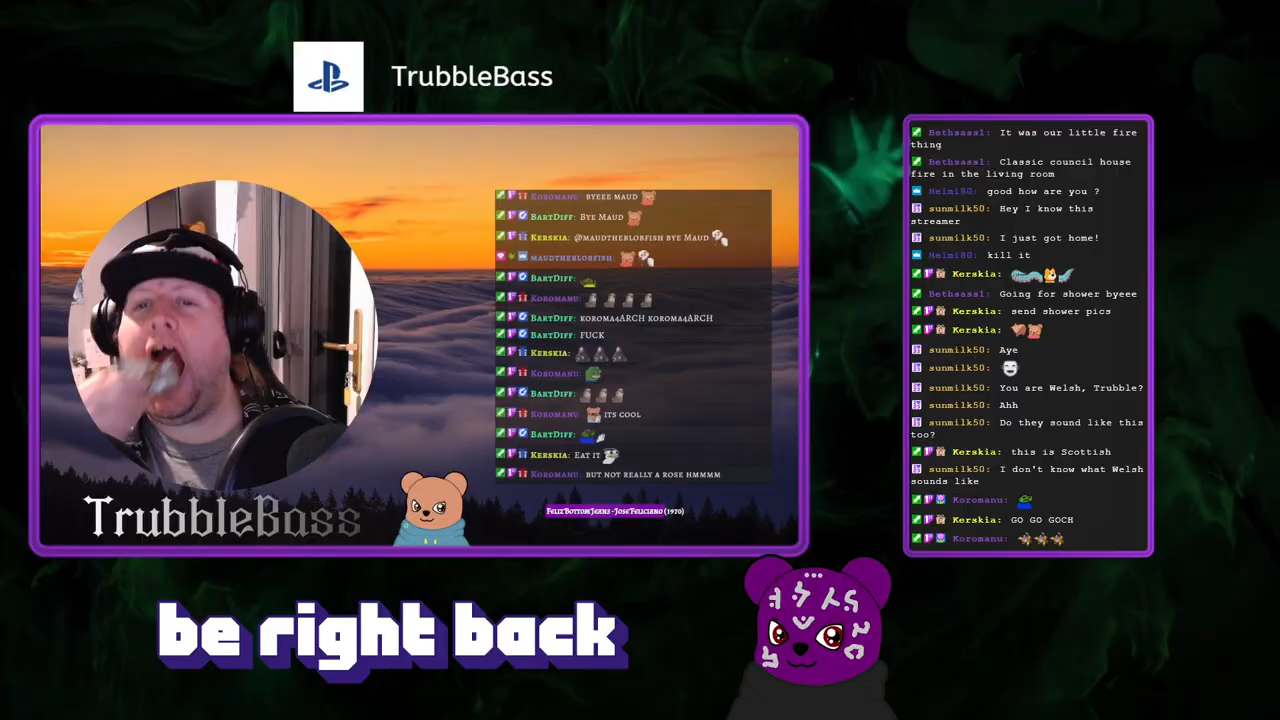 TrubbleBass
KOROMANU: BYEEE MAUD
BARTDIFF: BYE MAUD
KERSKIA: @MAUDTHEBLOBFISH BYE MAUD
MAUDTHEBLOBFISH:
BARTDIFF:
KOROMANU:
BARTDIFF: KOROMA4ARCH KOROMA4ARCH
BARTDIFF: FUCK
KERSKIA:
KOROMANU:
BARTDIFF:
KOROMANU: ITS COOL
BARTDIFF:
KERSKIA: EAT IT
KOROMANU: BUT NOT REALLY A ROSE HMMMM
TrubbleBass
FELIZ BOTTOM JEANS - JOSE FELICIANO (1970)
Bethsass1: It was our little fire
thing
Bethsass1: Classic council house
fire in the living room
Heimi80: good how are you ?
sunmilk50: Hey I know this
streamer
sunmilk50: I just got home!
Heimi80: kill it
Kerskia:
Bethsass1: Going for shower byeee
Kerskia: send shower pics
Kerskia:
sunmilk50: Aye
sunmilk50:
sunmilk50: You are Welsh, Trubble?
sunmilk50: Ahh
sunmilk50: Do they sound like this
too?
Kerskia: this is Scottish
sunmilk50: I don't know what Welsh
sounds like
Koromanu:
Kerskia: GO GO GOCH
Koromanu:
be right back